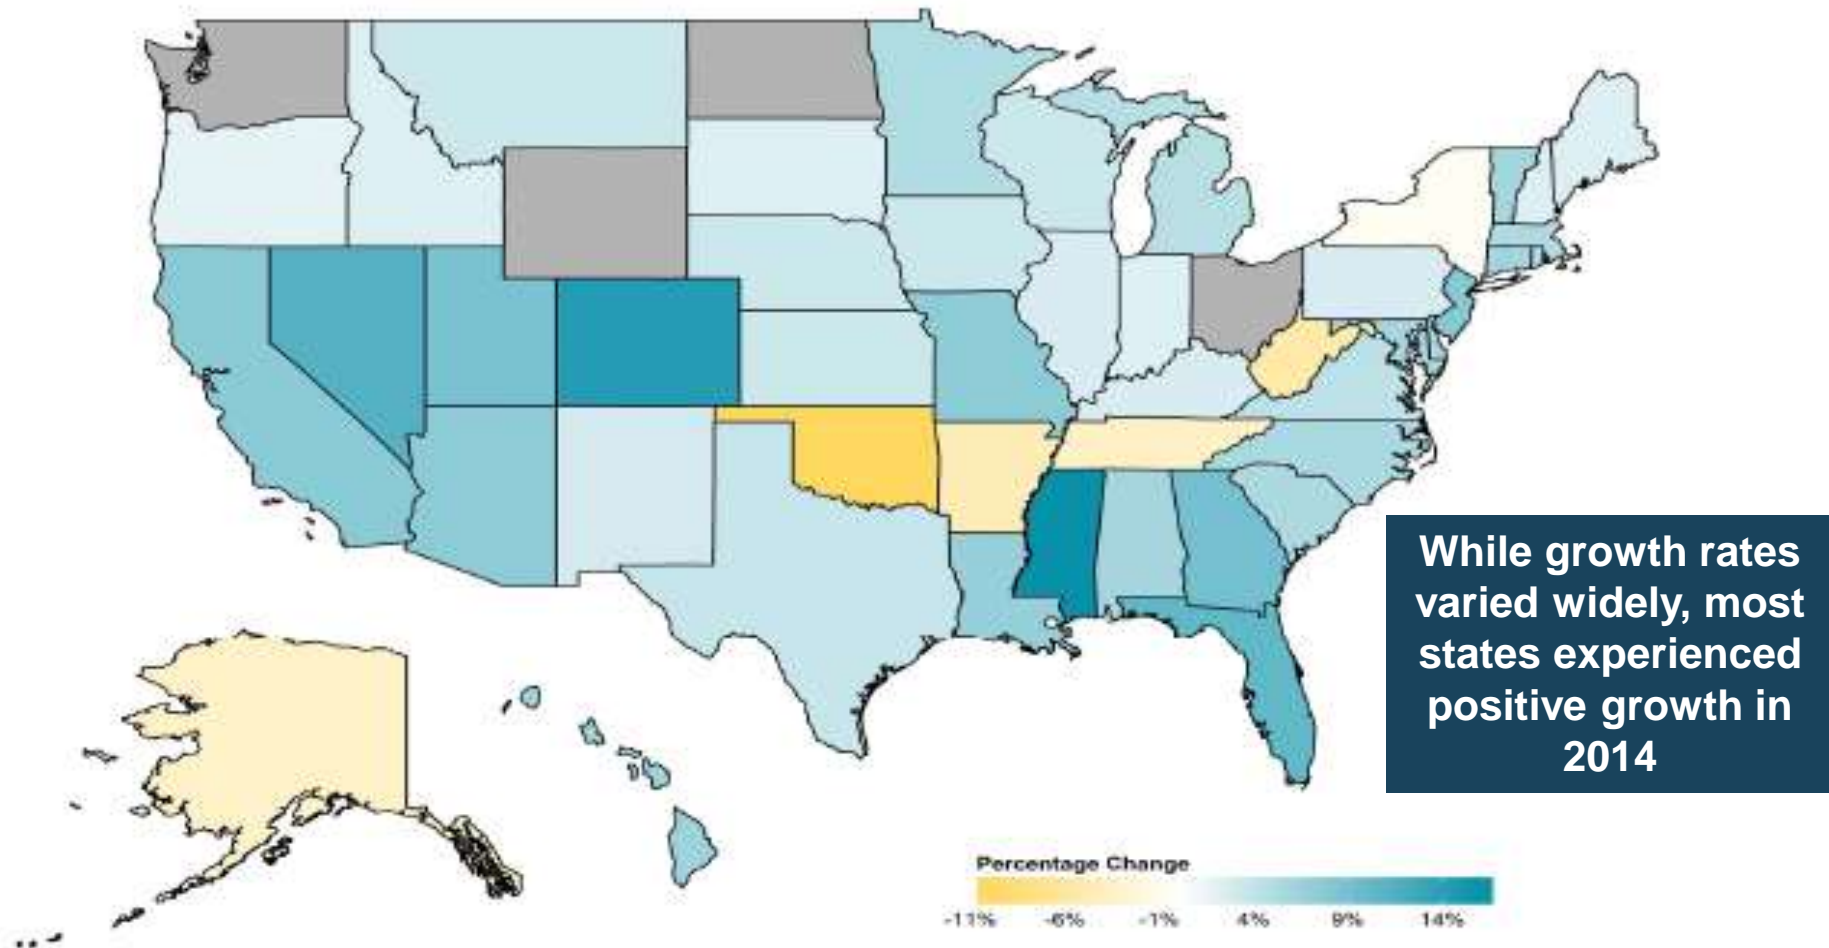 While growth rates
varied widely, most
states experienced
positive growth in
2014
Percentage Change
-11% -6% -1% 4% 9% 14%